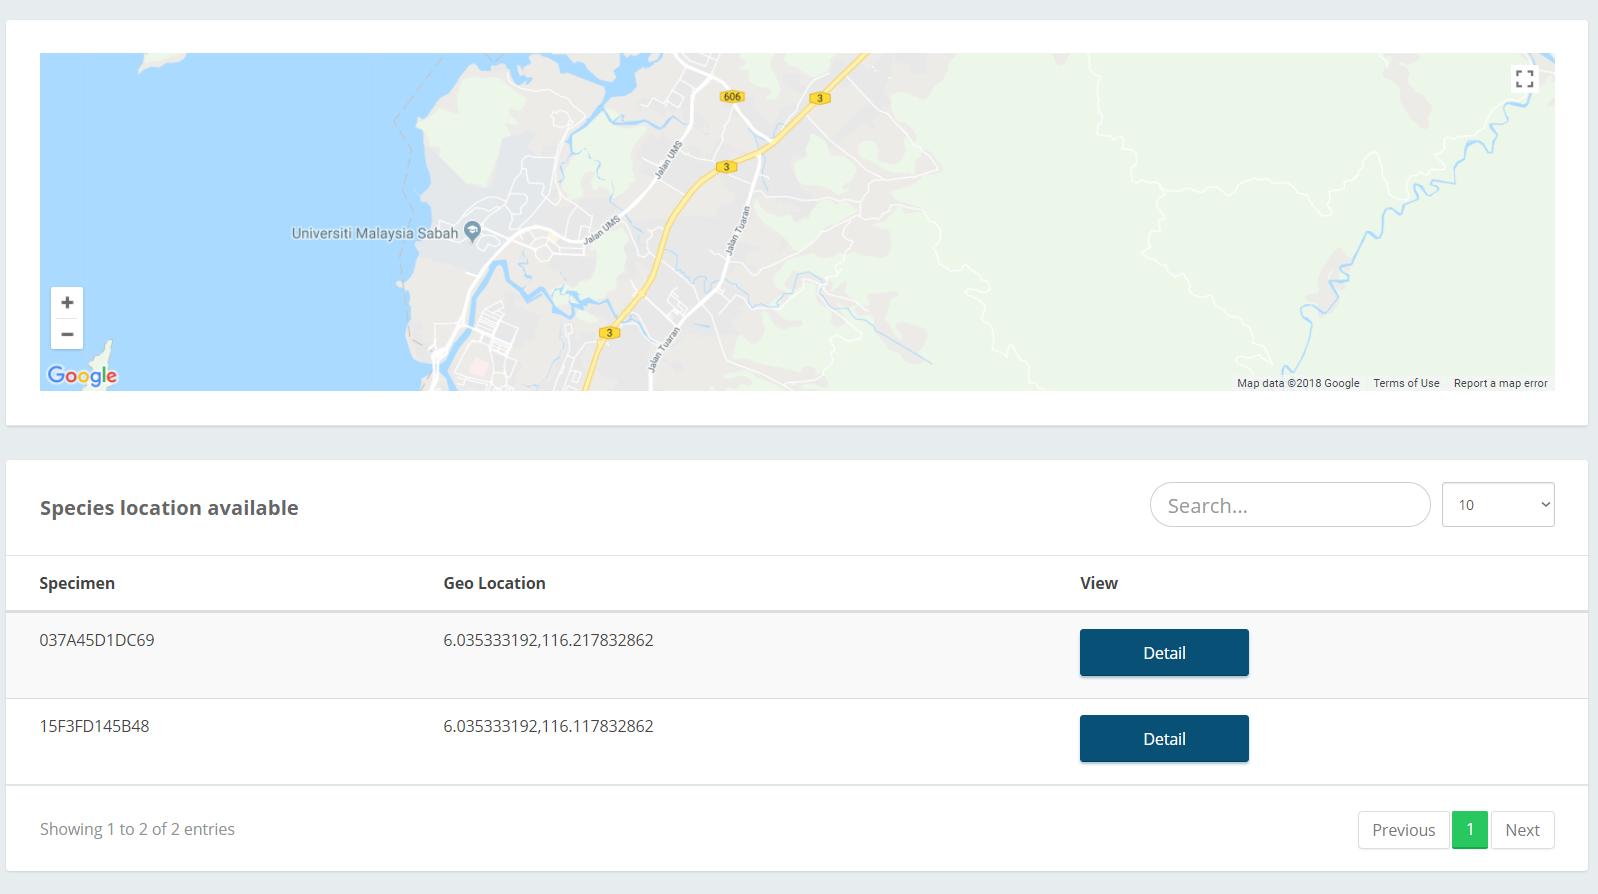 606
3
Jalan UMS
3
Jalan Tuaran
Jalan UMS
Universiti Malaysia Sabah
+
−
3
Jalan Tuaran
Google
Map data ©2018 Google Terms of Use Report a map error
Species location available
Search...
10
Specimen Geo Location View
037A45D1DC69 6.035333192,116.217832862 Detail
15F3FD145B48 6.035333192,116.117832862 Detail
Showing 1 to 2 of 2 entries
Previous 1 Next